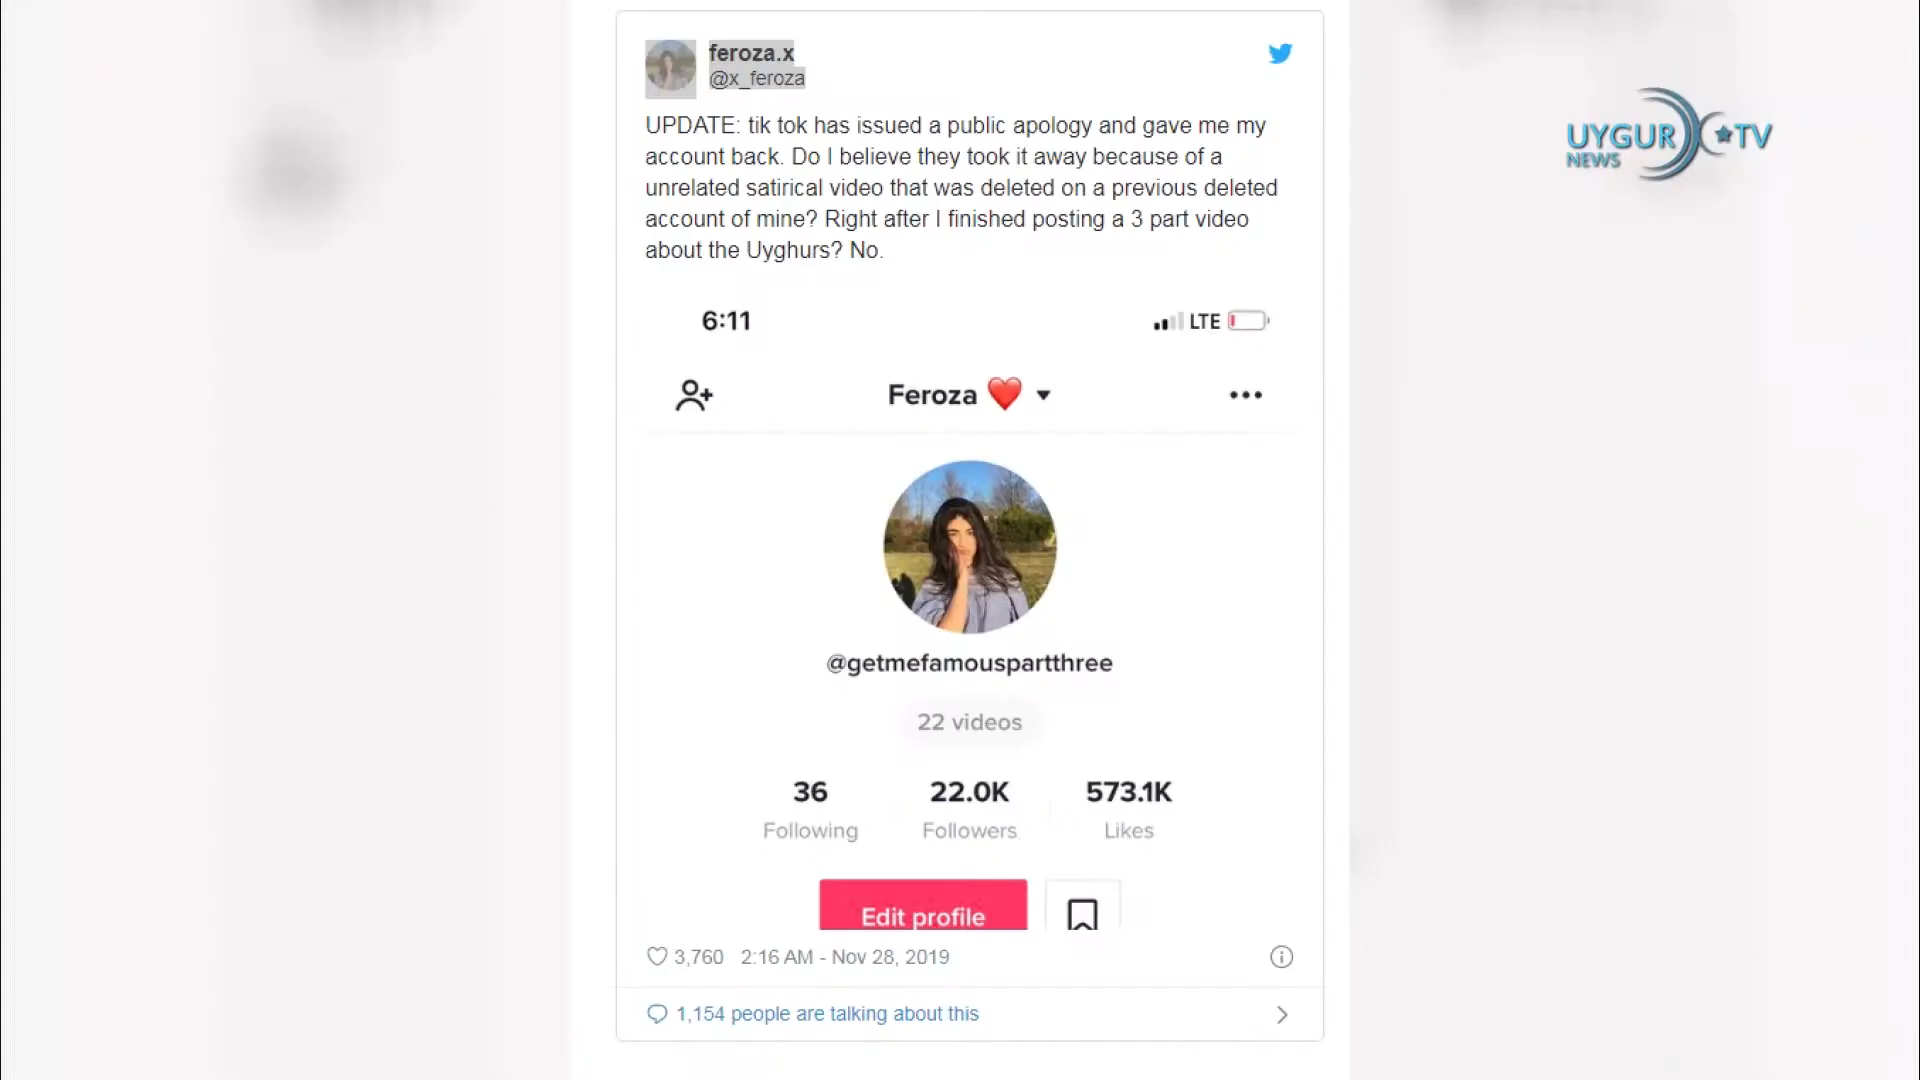 feroza.x
@x_feroza
UYGUR TV
NEWS
UPDATE: tik tok has issued a public apology and gave me my
account back. Do I believe they took it away because of a
unrelated satirical video that was deleted on a previous deleted
account of mine? Right after I finished posting a 3 part video
about the Uyghurs? No.
6:11 LTE
Feroza ❤️
@getmefamouspartthree
22 videos
36 22.0K 573.1K
Following Followers Likes
Edit profile
3,760 2:16 AM - Nov 28, 2019
1,154 people are talking about this